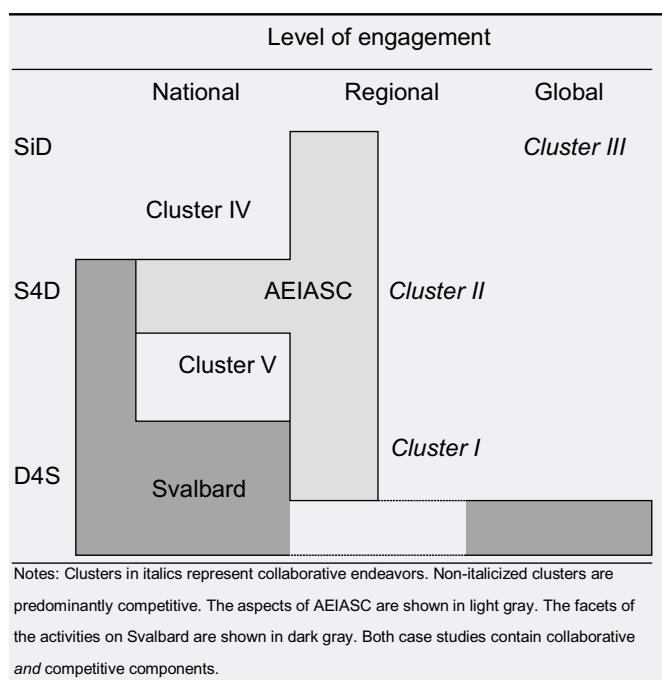 Level of engagement
National Regional Global
SiD Cluster III
Cluster IV
S4D AEIASC Cluster II
Cluster V
Cluster I
D4S Svalbard
Notes: Clusters in italics represent collaborative endeavors. Non-italicized clusters are
predominantly competitive. The aspects of AEIASC are shown in light gray. The facets of
the activities on Svalbard are shown in dark gray. Both case studies contain collaborative
and competitive components.